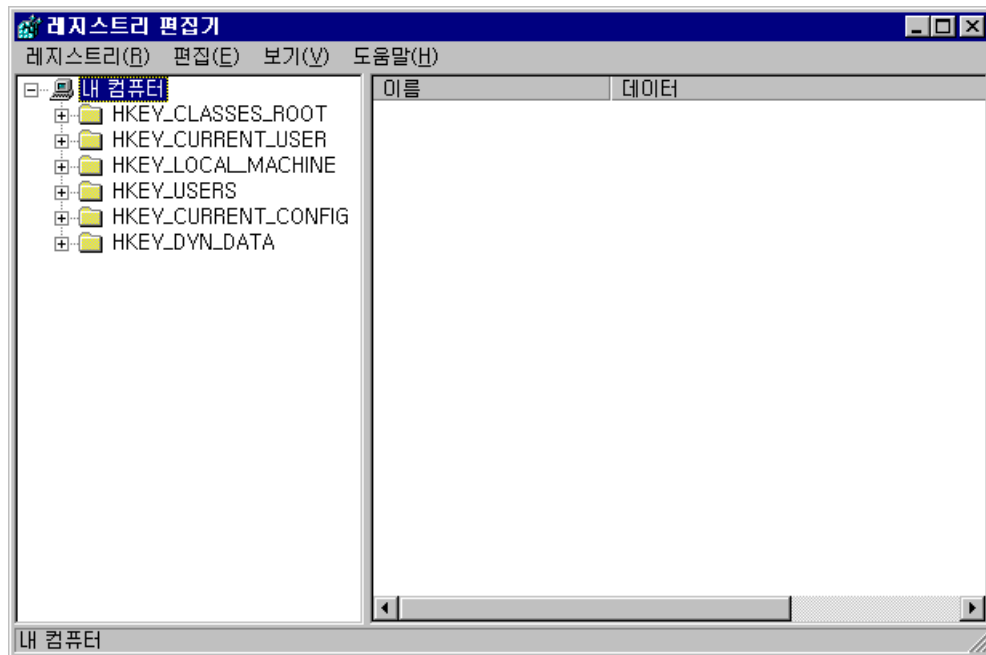 레지스트리 편집기
레지스트리(R) 편집(E) 보기(V) 도움말(H)
내 컴퓨터
HKEY_CLASSES_ROOT
HKEY_CURRENT_USER
HKEY_LOCAL_MACHINE
HKEY_USERS
HKEY_CURRENT_CONFIG
HKEY_DYN_DATA
이름 데이터
내 컴퓨터